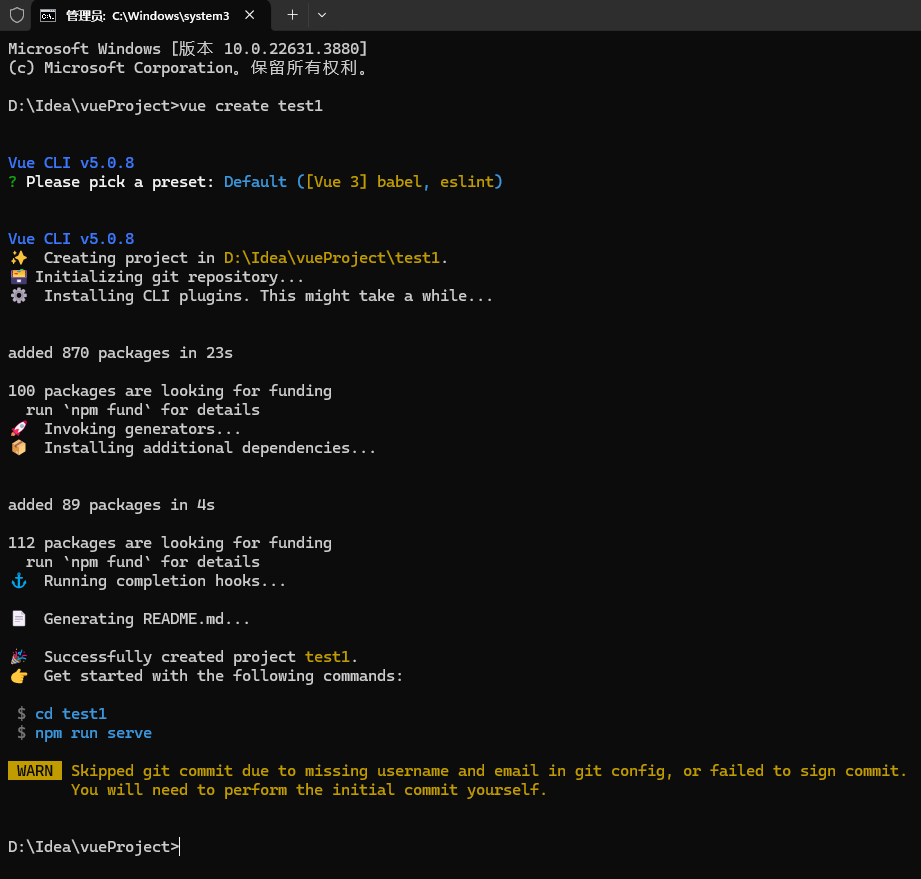 管理员: C:\Windows\system3
Microsoft Windows [版本 10.0.22631.3880]
(c) Microsoft Corporation。保留所有权利。
D:\Idea\vueProject>vue create test1
Vue CLI v5.0.8
? Please pick a preset: Default ([Vue 3] babel, eslint)
Vue CLI v5.0.8
✨ Creating project in D:\Idea\vueProject\test1.
🗃 Initializing git repository...
⚙ Installing CLI plugins. This might take a while...
added 870 packages in 23s
100 packages are looking for funding
run `npm fund` for details
🚀 Invoking generators...
📦 Installing additional dependencies...
added 89 packages in 4s
112 packages are looking for funding
run `npm fund` for details
⚓ Running completion hooks...
📄 Generating README.md...
🎉 Successfully created project test1.
👉 Get started with the following commands:
$ cd test1
$ npm run serve
WARN Skipped git commit due to missing username and email in git config, or failed to sign commit.
You will need to perform the initial commit yourself.
D:\Idea\vueProject>